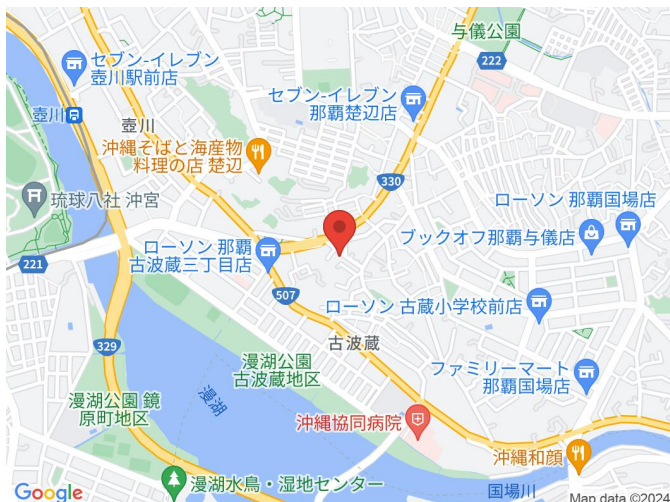 与儀公園
222
セブン-イレブン
壺川駅前店
セブン-イレブン
那覇楚辺店
壺川
壺川
沖縄そばと海産物
料理の店 楚辺
330
琉球八社 沖宮
ローソン 那覇国場店
ブックオフ那覇与儀店
ローソン 那覇
古波蔵三丁目店
221
507
ローソン 古蔵小学校前店
329
古波蔵
漫湖公園
古波蔵地区
ファミリーマート
那覇国場店
漫湖
漫湖公園 鏡
原町地区
沖縄協同病院
沖縄和顔
漫湖水鳥・湿地センター
国場川
Google
Map data ©2024